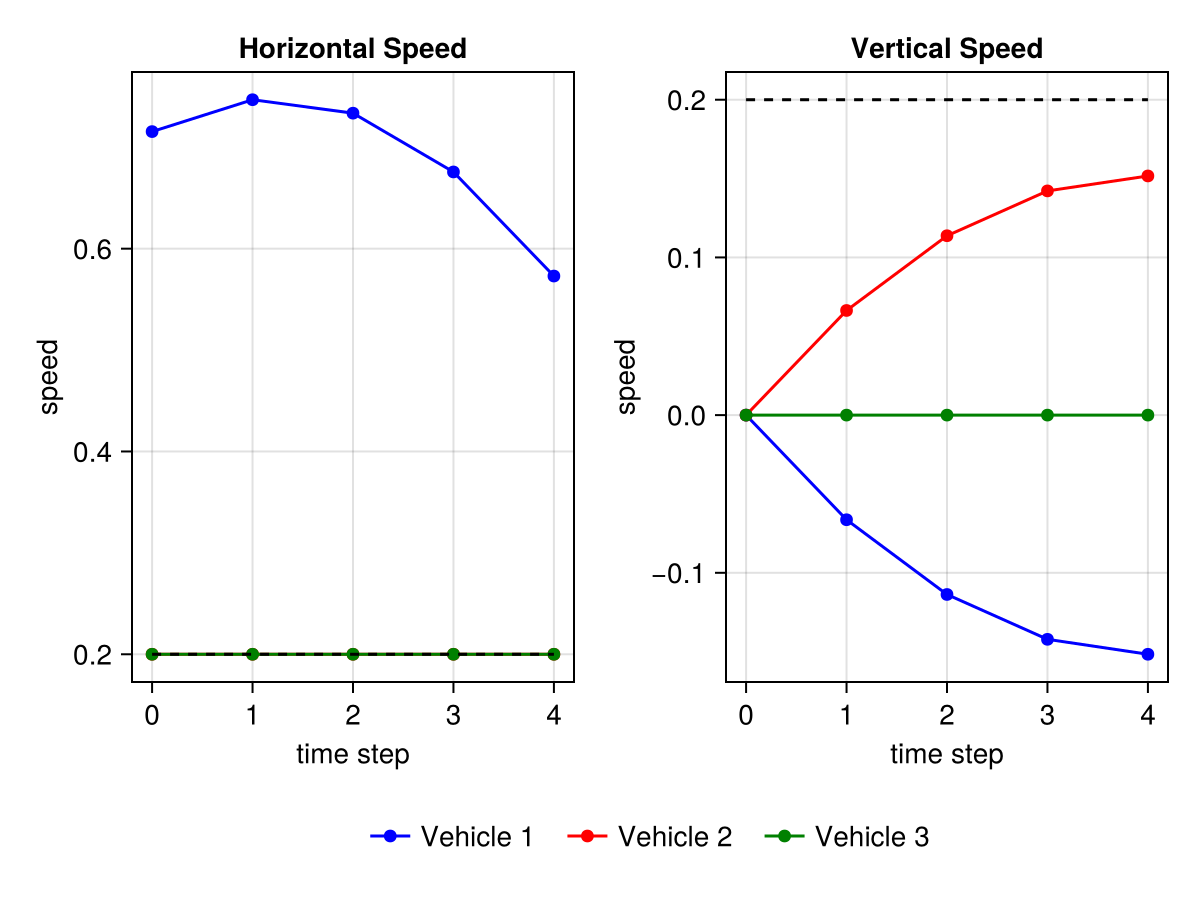 Horizontal Speed
0.6
0.4
0.2
speed
0 1 2 3 4
time step
Vertical Speed
0.2
0.1
0.0
−0.1
speed
0 1 2 3 4
time step
Vehicle 1 Vehicle 2 Vehicle 3